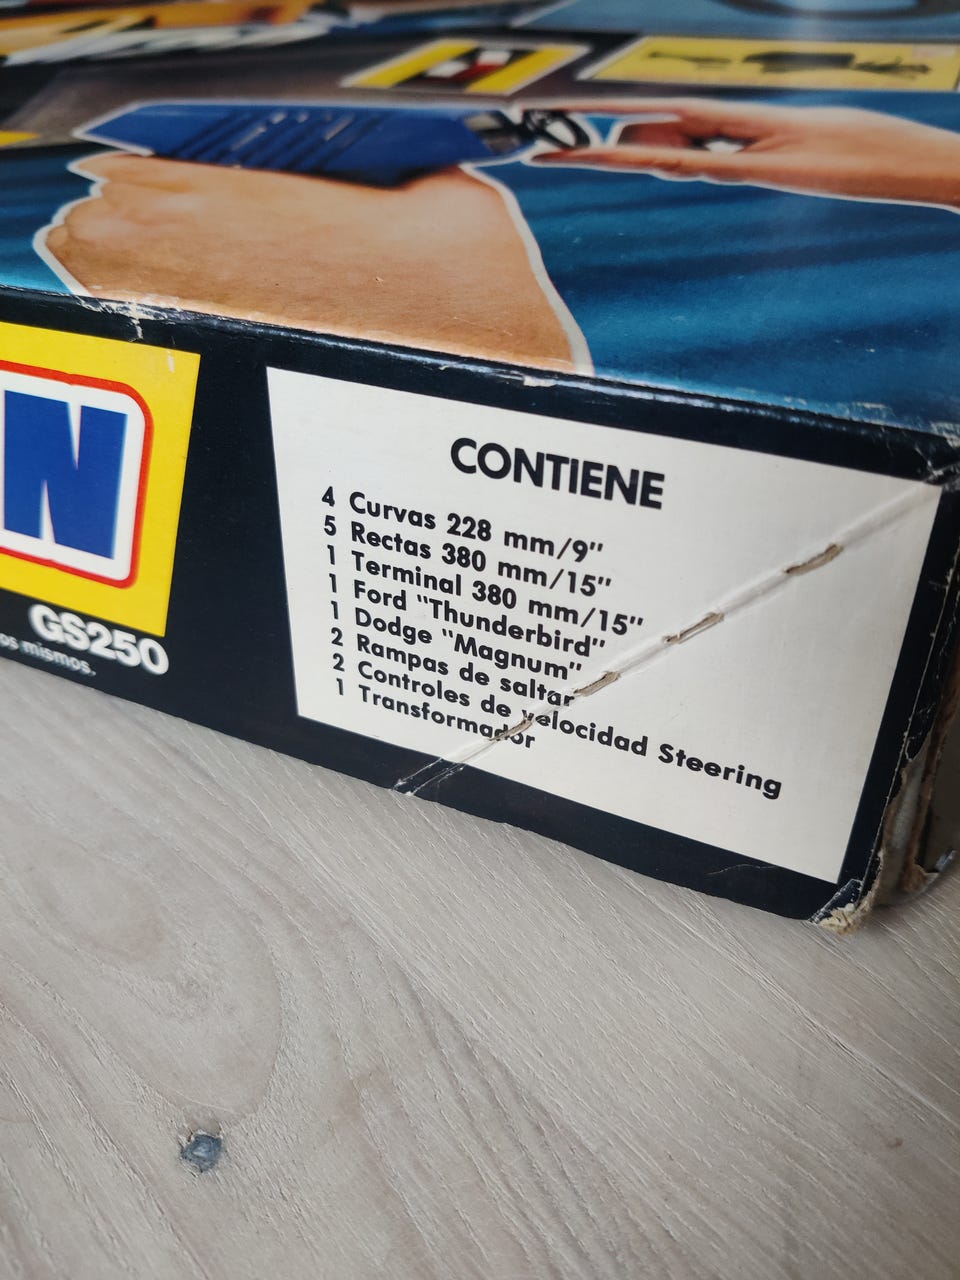 N
GS250
os mismos.
CONTIENE
4 Curvas 228 mm/9"
5 Rectas 380 mm/15"
1 Terminal 380 mm/15"
1 Ford "Thunderbird"
1 Dodge "Magnum"
2 Rampas de saltar
2 Controles de velocidad Steering
1 Transformador